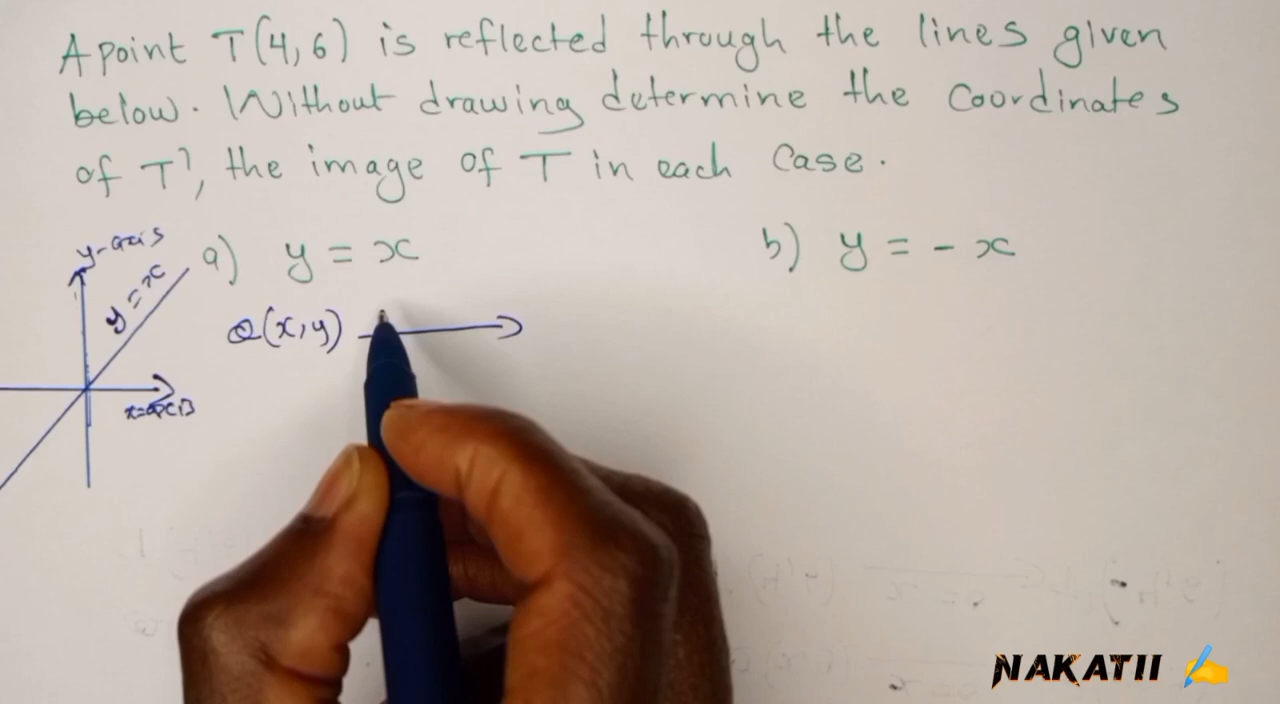 A point T(4,6) is reflected through the lines given
below. Without drawing determine the coordinates
of T', the image of T in each case.
y-axis
a) y = x
b) y = - x
y = x
Q(x,y)
x-axis
NAKATII